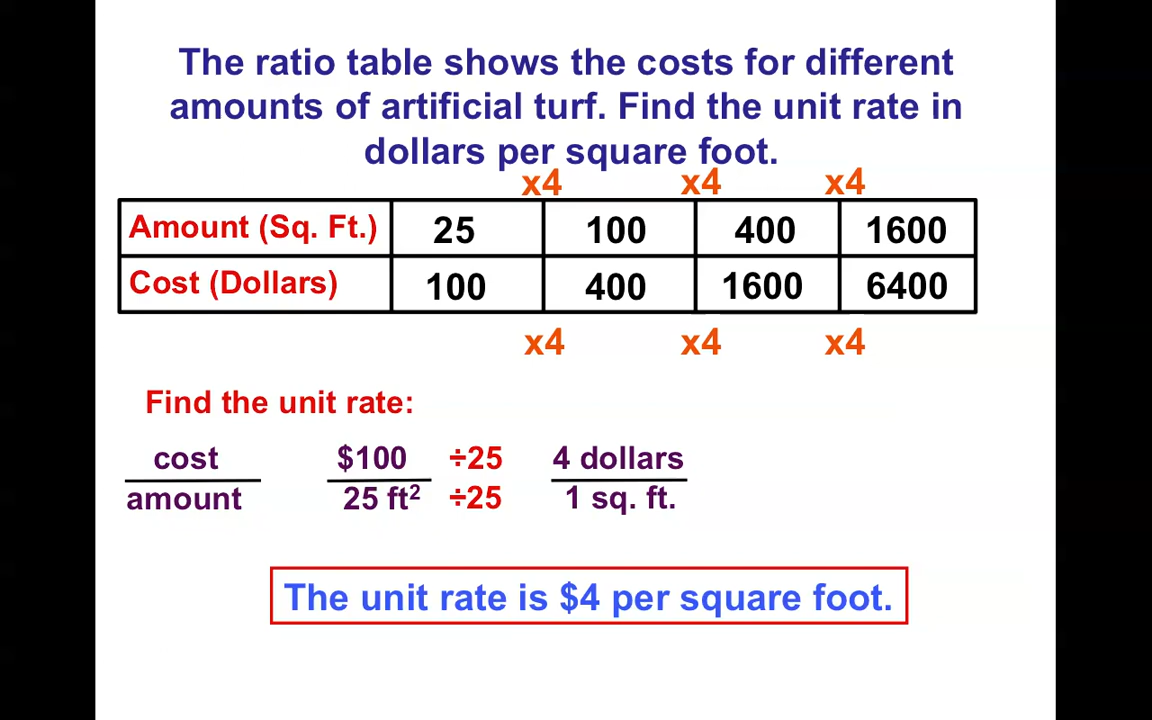 The ratio table shows the costs for different
amounts of artificial turf. Find the unit rate in
dollars per square foot.
x4 x4 x4
Amount (Sq. Ft.) 25 100 400 1600
Cost (Dollars) 100 400 1600 6400
x4 x4 x4
Find the unit rate:
cost $100 ÷25 4 dollars
amount 25 ft² ÷25 1 sq. ft.
The unit rate is $4 per square foot.